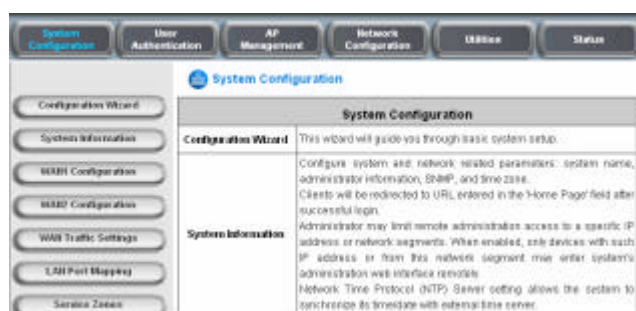 System Configuration
User Authentication
AP Management
Network Configuration
Utilities
Status
System Configuration
Configuration Wizard
System Information
WAN1 Configuration
WAN2 Configuration
WAN Traffic Settings
LAN Port Mapping
Service Zones
System Configuration
Configuration Wizard
This wizard will guide you through basic system setup.
System Information
Configure system and network related parameters: system name,
administrator information, SNMP, and time zone.
Clients will be redirected to URL entered in the 'Home Page' field after
successful login.
Administrator may limit remote administration access to a specific IP
address or network segments. When enabled, only devices with such
IP address or from this network segment may enter system's
administration web interface remotely.
Network Time Protocol (NTP) Server setting allows the system to
synchronize its time/date with external time server.